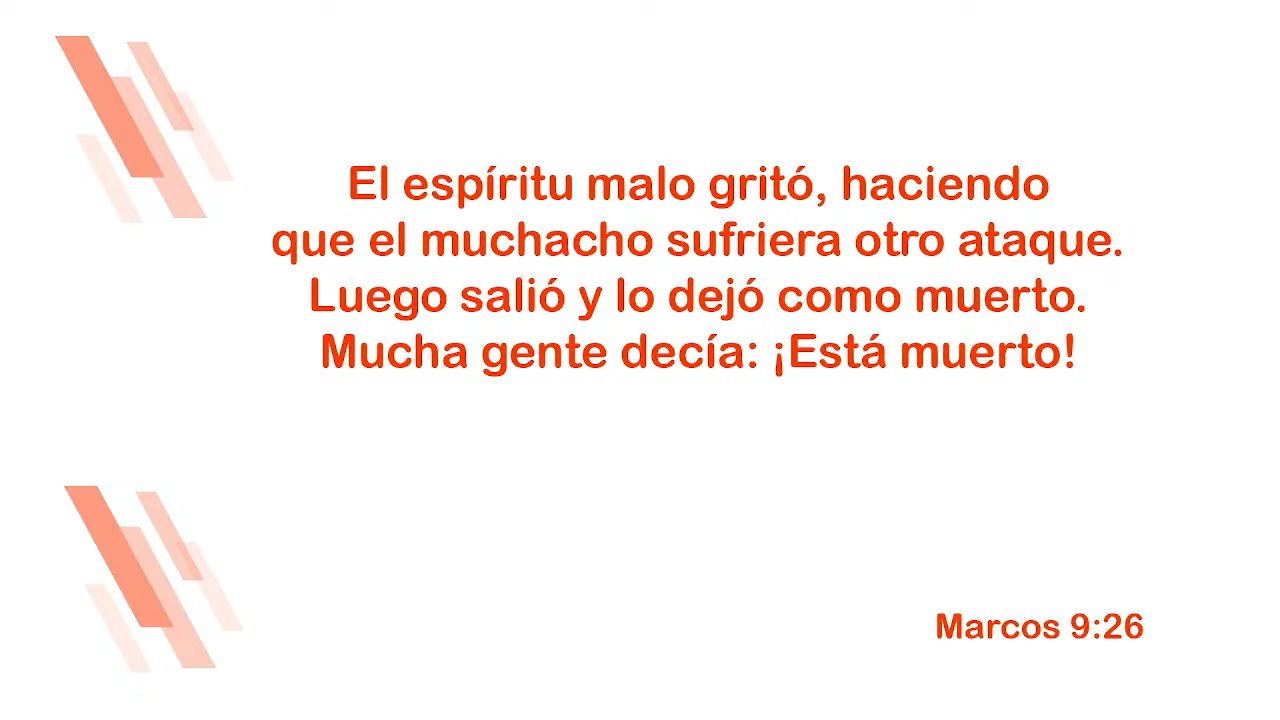 El espíritu malo gritó, haciendo
que el muchacho sufriera otro ataque.
Luego salió y lo dejó como muerto.
Mucha gente decía: ¡Está muerto!
Marcos 9:26